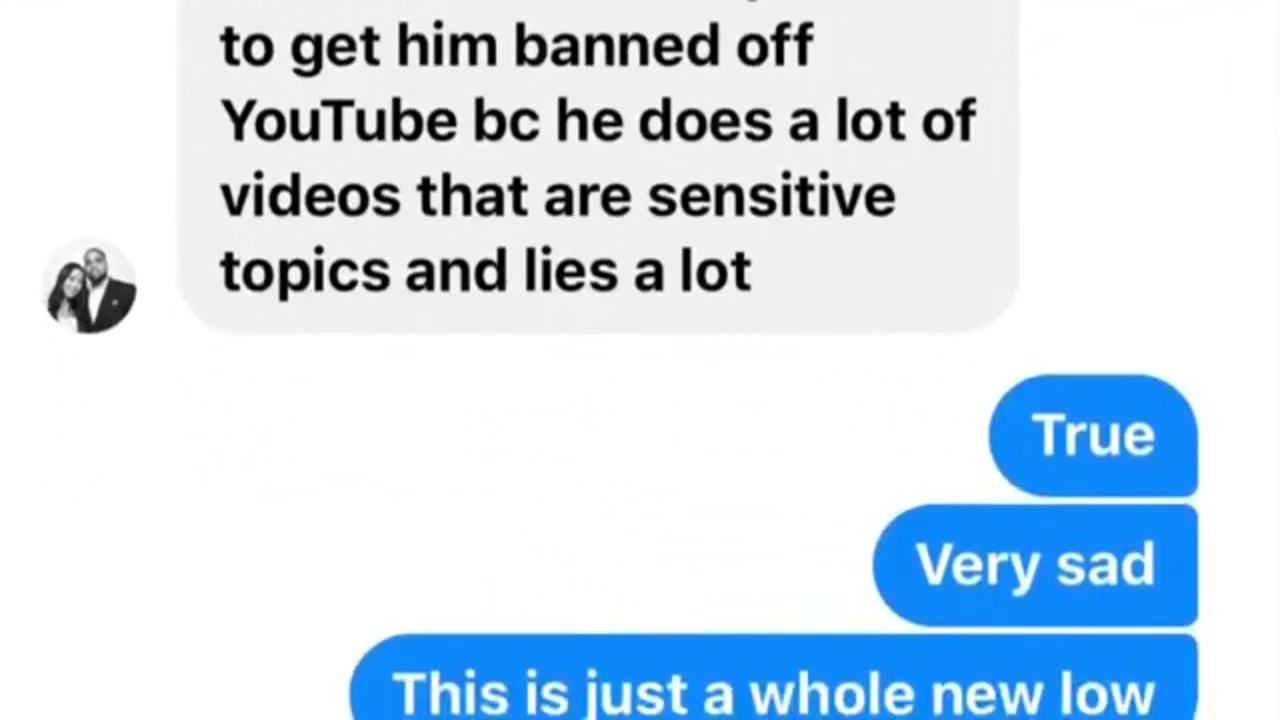 to get him banned off
YouTube bc he does a lot of
videos that are sensitive
topics and lies a lot
True
Very sad
This is just a whole new low